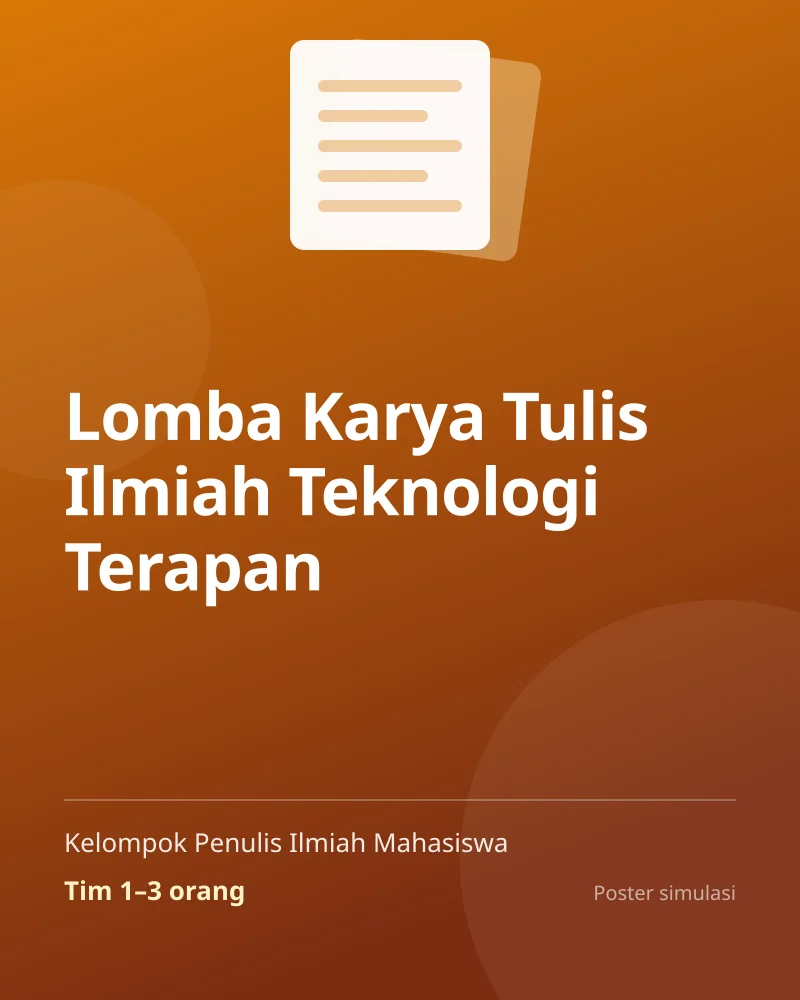 Lomba Karya Tulis
Ilmiah Teknologi
Terapan
Kelompok Penulis Ilmiah Mahasiswa
Tim 1–3 orang
Poster simulasi